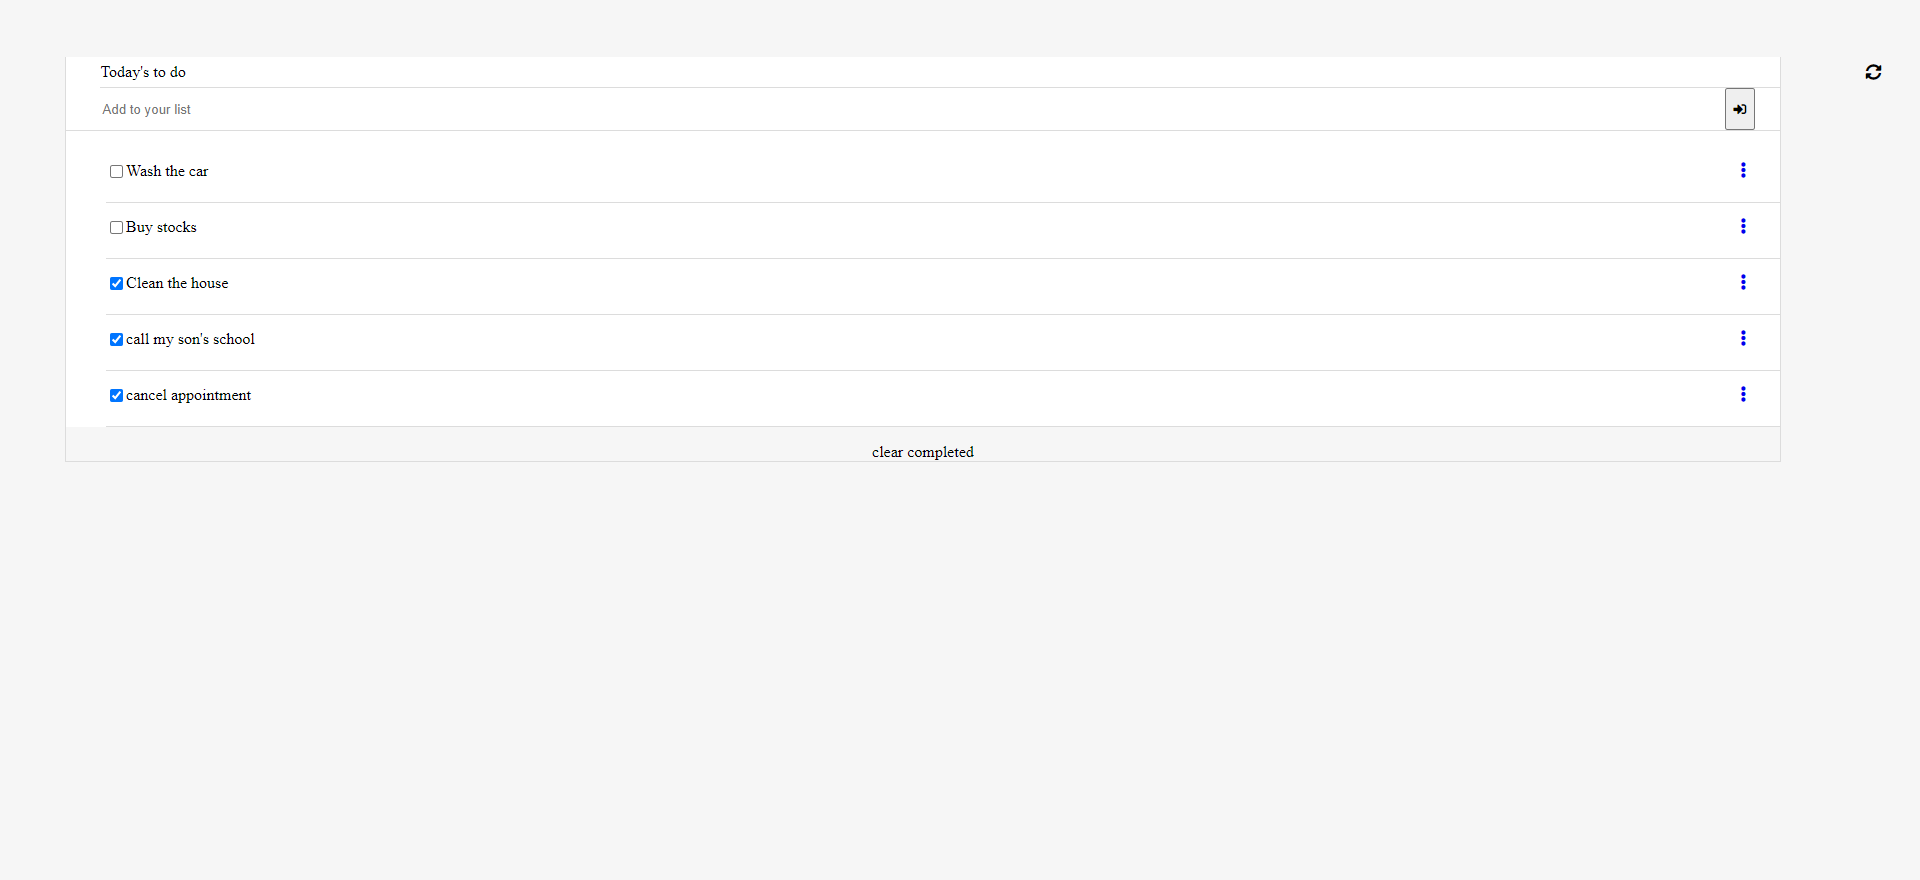 Today's to do
Add to your list
Wash the car
Buy stocks
Clean the house
call my son's school
cancel appointment
clear completed